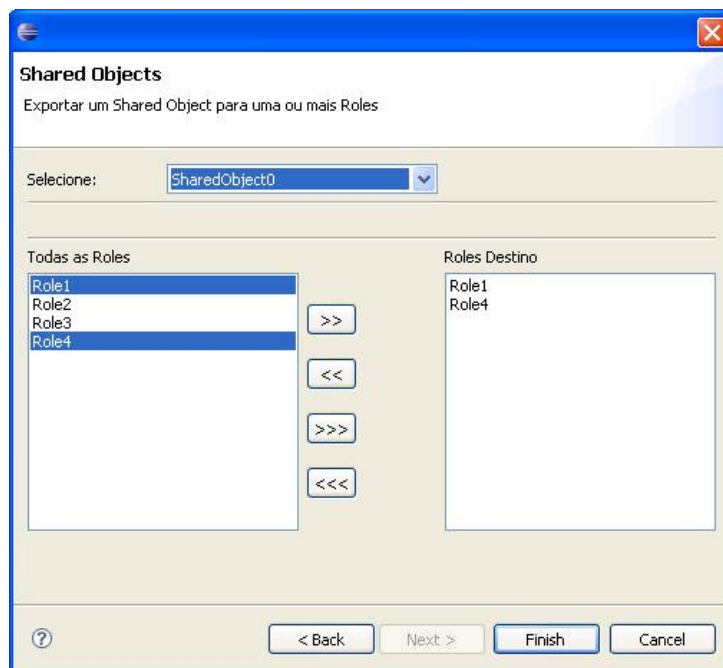 Shared Objects
Exportar um Shared Object para uma ou mais Roles
Selecione: SharedObject0
Todas as Roles Roles Destino
Role1 Role1
Role2 Role4
Role3
Role4
>>
<<
>>>
<<<
? < Back Next > Finish Cancel